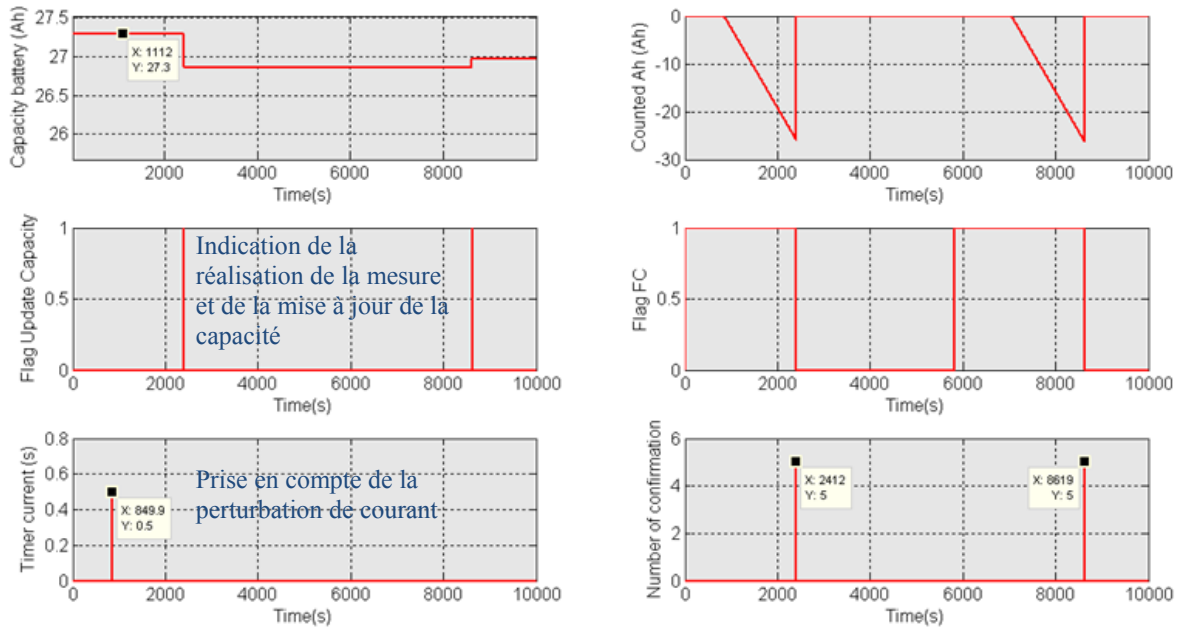 Capacity battery (Ah)
27.5
27
26.5
26
X: 1112
Y: 27.3
2000 4000 6000 8000
Time(s)
Counted Ah (Ah)
0
-10
-20
-30
0 2000 4000 6000 8000 10000
Time(s)
Flag Update Capacity
1
0.5
0
Indication de la
réalisation de la mesure
et de la mise à jour de la
capacité
0 2000 4000 6000 8000 10000
Time(s)
Flag FC
1
0.5
0
0 2000 4000 6000 8000 10000
Time(s)
Timer current (s)
0.8
0.6
0.4
0.2
0
X: 849.9
Y: 0.5
Prise en compte de la
perturbation de courant
0 2000 4000 6000 8000 10000
Time(s)
Number of confirmation
6
4
2
0
X: 2412
Y: 5
X: 8619
Y: 5
0 2000 4000 6000 8000 10000
Time(s)